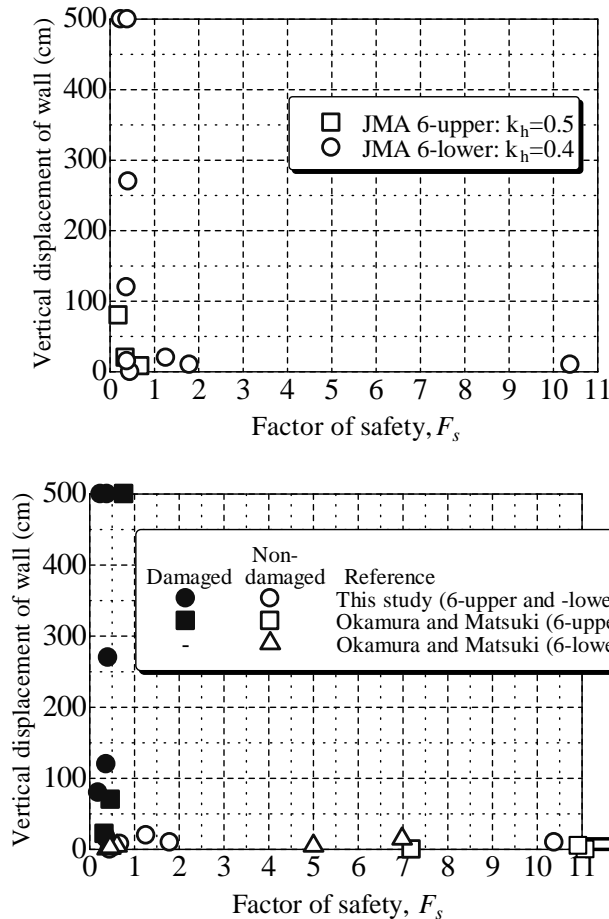 500
400
300
200
100
0
Vertical displacement of wall (cm)
JMA 6-upper: k_h=0.5
JMA 6-lower: k_h=0.4
0 1 2 3 4 5 6 7 8 9 10 11
Factor of safety, F_s
500
400
300
200
100
0
Vertical displacement of wall (cm)
Non-
Damaged damaged Reference
This study (6-upper and -lowe
Okamura and Matsuki (6-uppe
- Okamura and Matsuki (6-lowe
0 1 2 3 4 5 6 7 8 9 10 11
Factor of safety, F_s